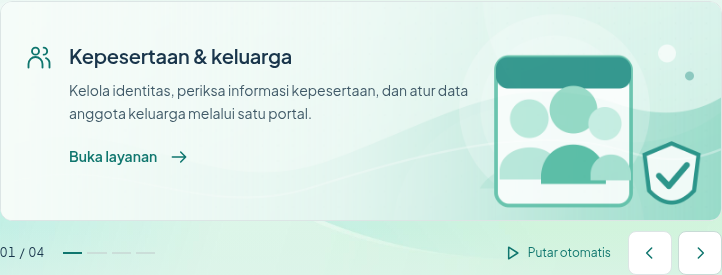 Kepesertaan & keluarga
Kelola identitas, periksa informasi kepesertaan, dan atur data
anggota keluarga melalui satu portal.
Buka layanan
01 / 04
Putar otomatis